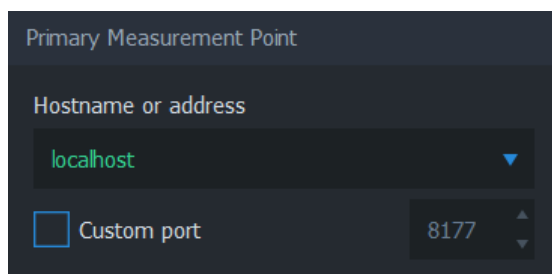 Primary Measurement Point
Hostname or address
localhost
Custom port 8177